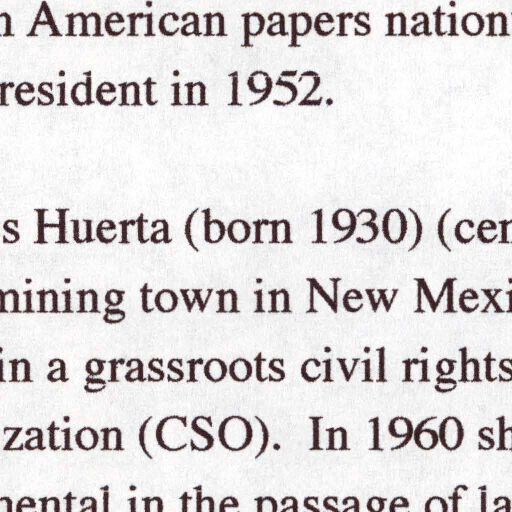 n American papers nation
resident in 1952.
s Huerta (born 1930) (cen
mining town in New Mexi
in a grassroots civil rights
zation (CSO). In 1960 sh
nental in the passage of la